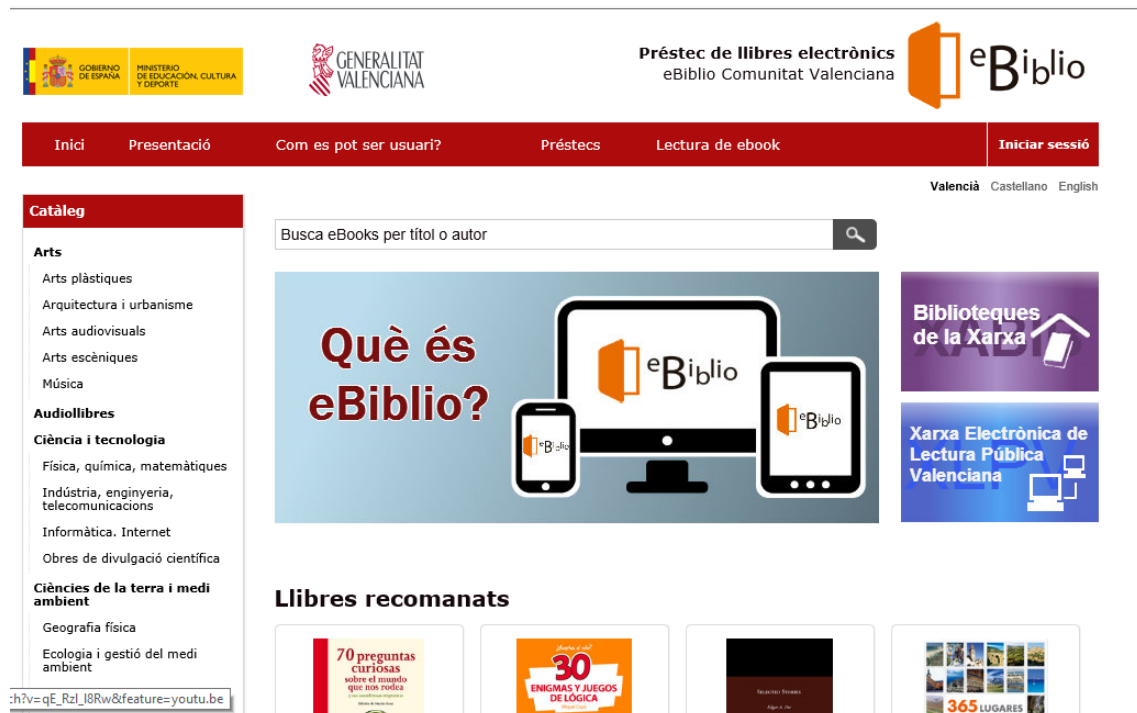 GOBIERNO
DE ESPAÑA
MINISTERIO
DE EDUCACIÓN, CULTURA
Y DEPORTE
GENERALITAT
VALENCIANA
Préstec de llibres electrònics
eBiblio Comunitat Valenciana
eBiblio
Inici Presentació Com es pot ser usuari? Préstecs Lectura de ebook Iniciar sessió
Valencià Castellano English
Catàleg
Arts
Arts plàstiques
Arquitectura i urbanisme
Arts audiovisuals
Arts escèniques
Música
Audiollibres
Ciència i tecnologia
Física, química, matemàtiques
Indústria, enginyeria,
telecomunicacions
Informàtica. Internet
Obres de divulgació científica
Ciències de la terra i medi
ambient
Geografia física
Ecologia i gestió del medi
ambient
ch?v=qE_RzI_I8Rw&feature=youtu.be
Busca eBooks per títol o autor
Què és
eBiblio?
eBiblio
eBiblio
eBiblio
Biblioteques
de la Xarxa
XABIB
Xarxa Electrònica de
Lectura Pública
Valenciana
XLPV
Llibres recomanats
70 preguntas
curiosas
sobre el mundo
que nos rodea
30
ENIGMAS Y JUEGOS
DE LÓGICA
SELECTED STORIES
Edgar A. Poe
365 LUGARES